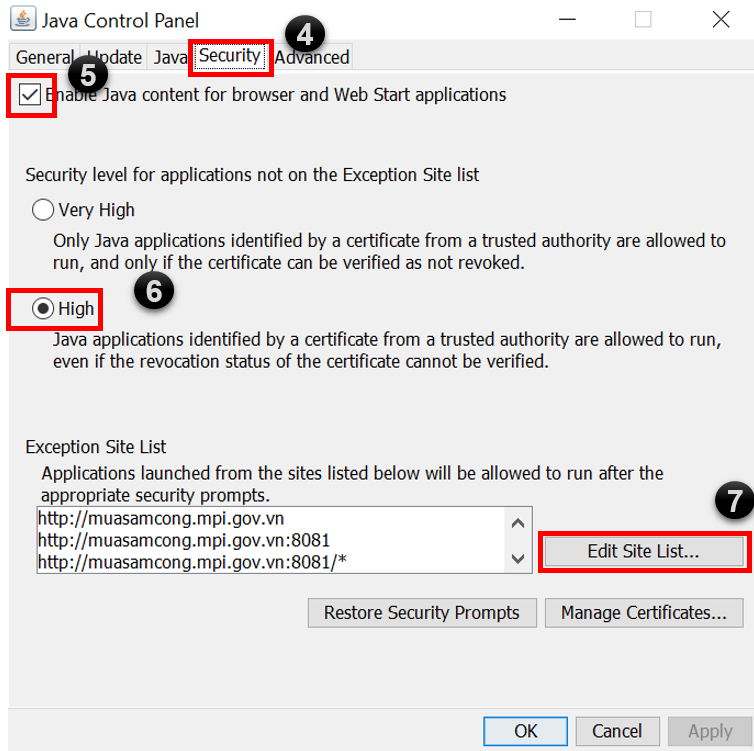 Java Control Panel
General Update Java Security Advanced
4
5
Enable Java content for browser and Web Start applications
Security level for applications not on the Exception Site list
Very High
Only Java applications identified by a certificate from a trusted authority are allowed to
run, and only if the certificate can be verified as not revoked.
6
High
Java applications identified by a certificate from a trusted authority are allowed to run,
even if the revocation status of the certificate cannot be verified.
Exception Site List
Applications launched from the sites listed below will be allowed to run after the
appropriate security prompts.
http://muasamcong.mpi.gov.vn
http://muasamcong.mpi.gov.vn:8081
http://muasamcong.mpi.gov.vn:8081/*
7
Edit Site List...
Restore Security Prompts Manage Certificates...
OK Cancel Apply